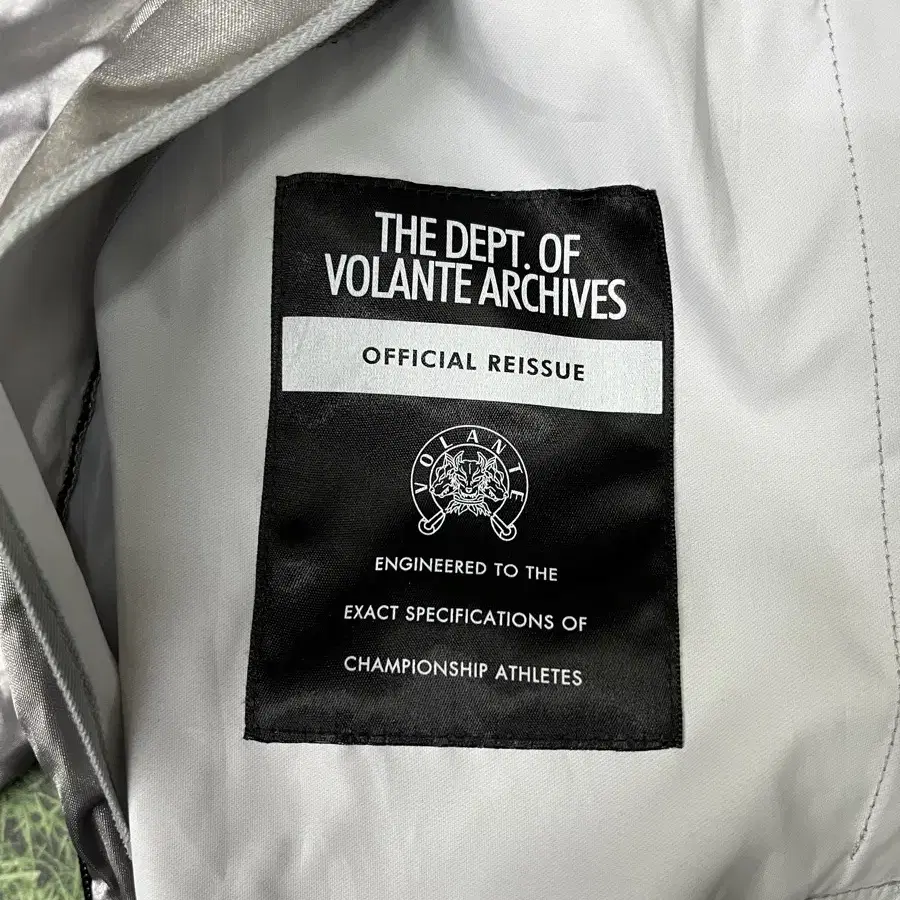 THE DEPT. OF
VOLANTE ARCHIVES
OFFICIAL REISSUE
VOLANTE
ENGINEERED TO THE
EXACT SPECIFICATIONS OF
CHAMPIONSHIP ATHLETES